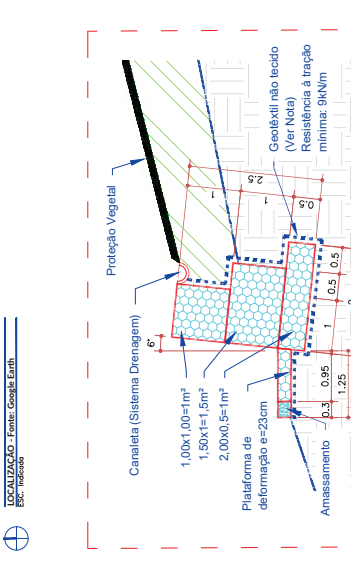 LOCALIZAÇÃO - Fonte: Google Earth
ESC. Indicada
Proteção Vegetal
Canaleta (Sistema Drenagem)
6°
1,00x1,00=1m²
1,50x1=1,5m²
2,00x0,5=1m²
Plataforma de
deformação e=23cm
Amassamento
Geotêxtil não tecido
(Ver Nota)
Resistência à tração
mínima: 9kN/m
2.5
1
1
0.5
0.3
0.95
1
0.5
0.5
1.25